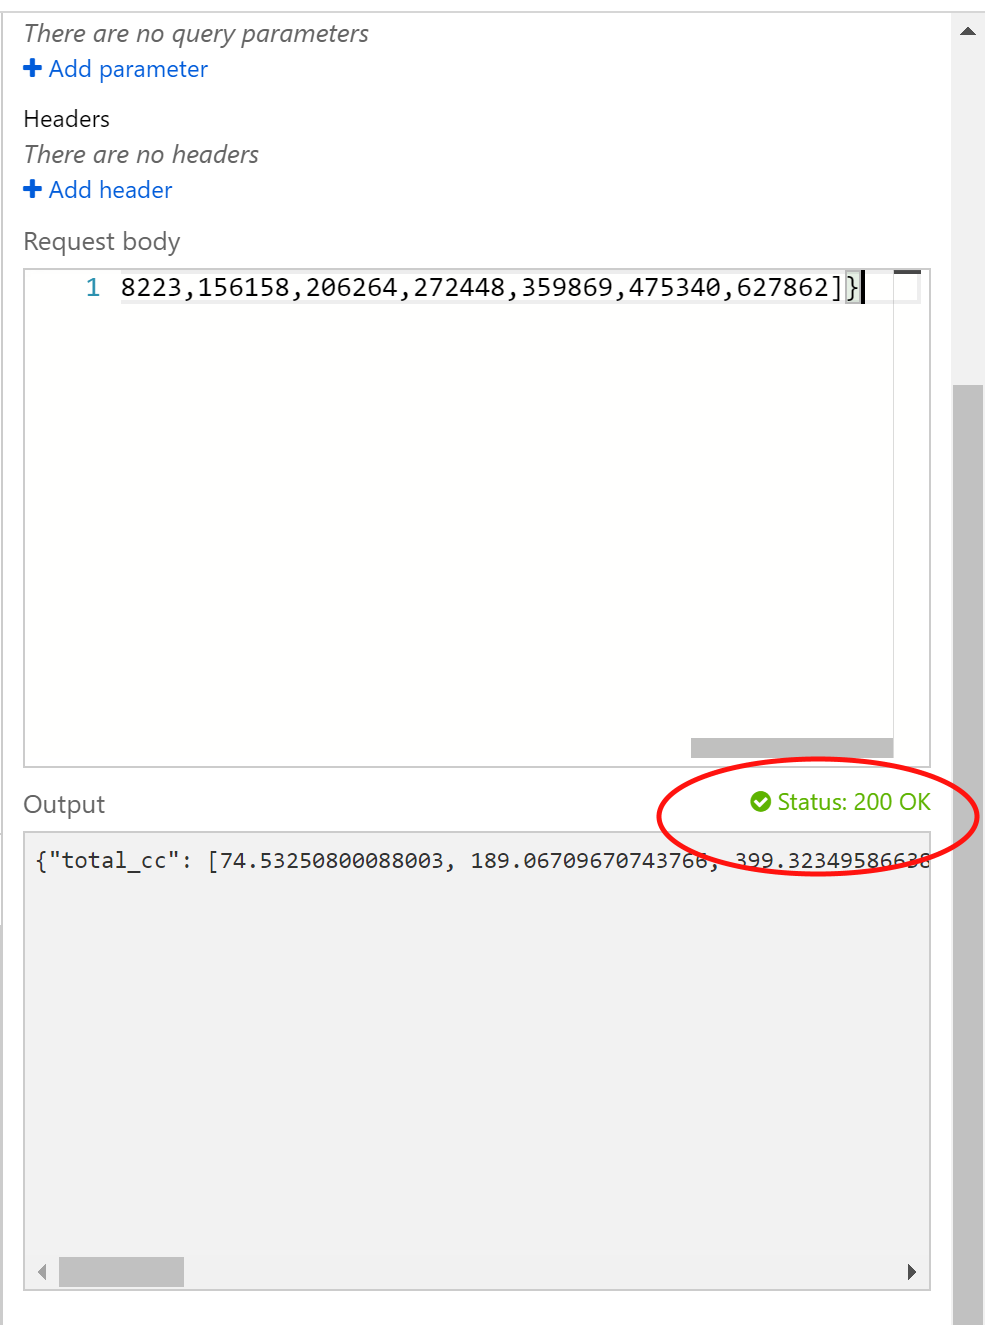 There are no query parameters
Add parameter
Headers
There are no headers
Add header
Request body
1 8223,156158,206264,272448,359869,475340,627862]}
Output
Status: 200 OK
{"total_cc": [74.53250800088003, 189.06709670743766, 399.3234958663